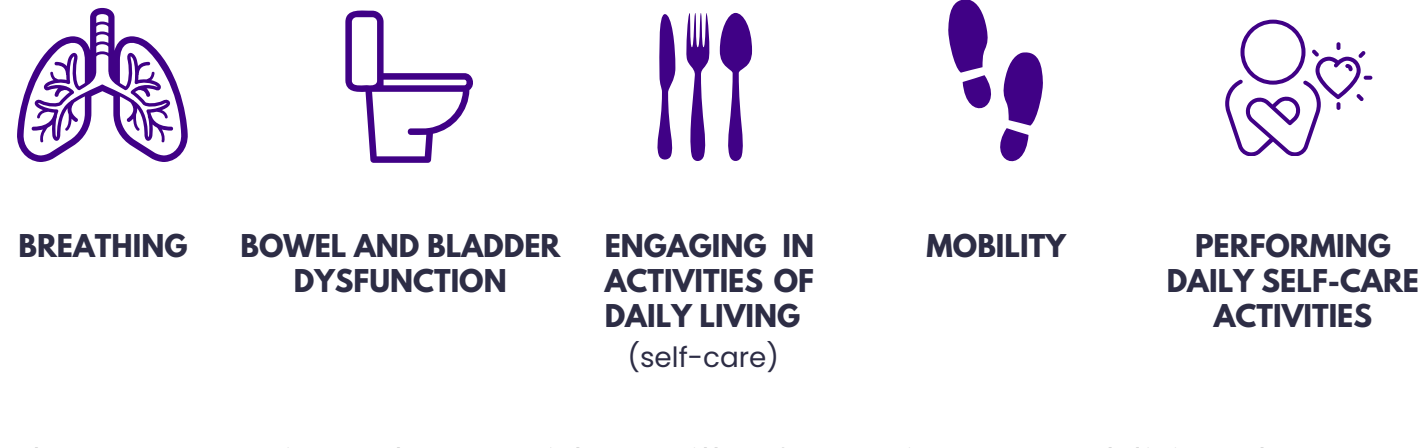 BREATHING
BOWEL AND BLADDER
DYSFUNCTION
ENGAGING IN
ACTIVITIES OF
DAILY LIVING
(self-care)
MOBILITY
PERFORMING
DAILY SELF-CARE
ACTIVITIES